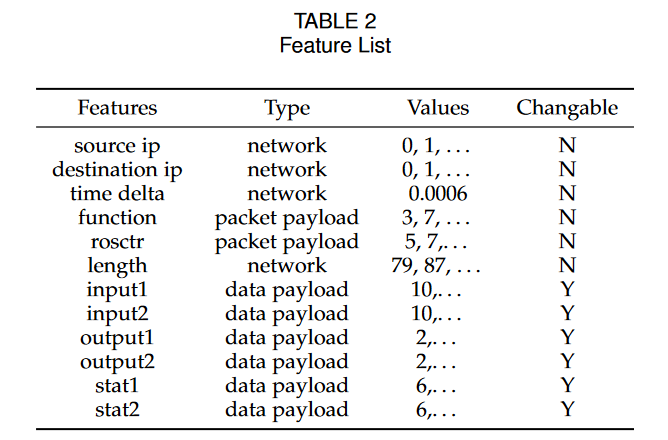 TABLE 2
Feature List
Features Type Values Changable
source ip network 0, 1, . . . N
destination ip network 0, 1, . . . N
time delta network 0.0006 N
function packet payload 3, 7, . . . N
rosctr packet payload 5, 7,. . . N
length network 79, 87, . . . N
input1 data payload 10,. . . Y
input2 data payload 10,. . . Y
output1 data payload 2,. . . Y
output2 data payload 2,. . . Y
stat1 data payload 6,. . . Y
stat2 data payload 6,. . . Y